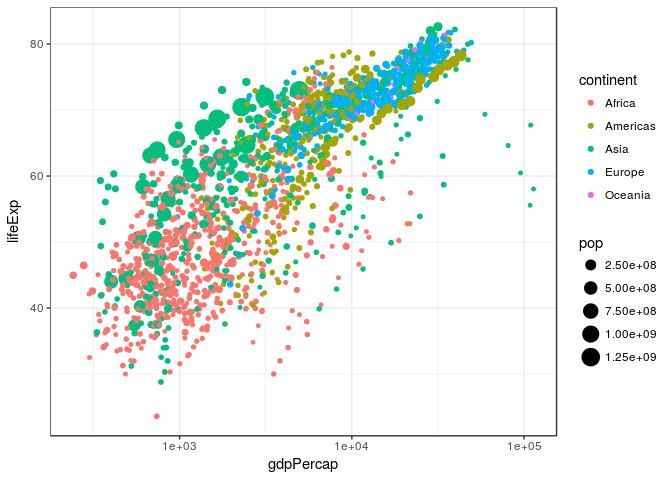 80
60
40
lifeExp
1e+03 1e+04 1e+05
gdpPercap
continent
Africa
Americas
Asia
Europe
Oceania
pop
2.50e+08
5.00e+08
7.50e+08
1.00e+09
1.25e+09